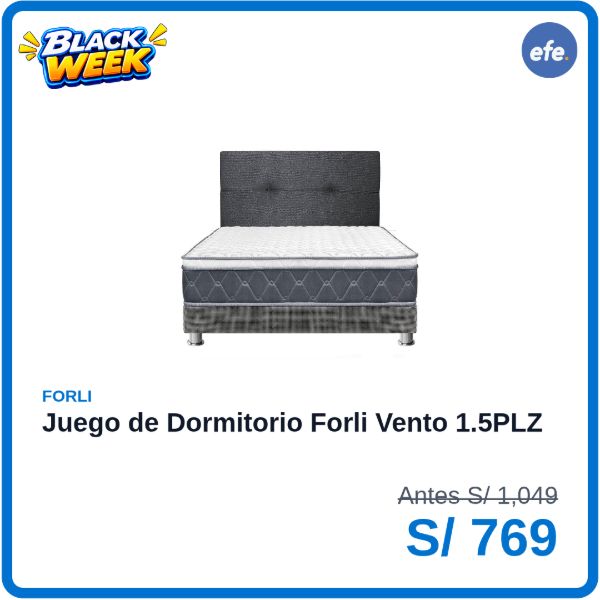 BLACK
WEEK
efe.
FORLI
Juego de Dormitorio Forli Vento 1.5PLZ
Antes S/ 1,049
S/ 769